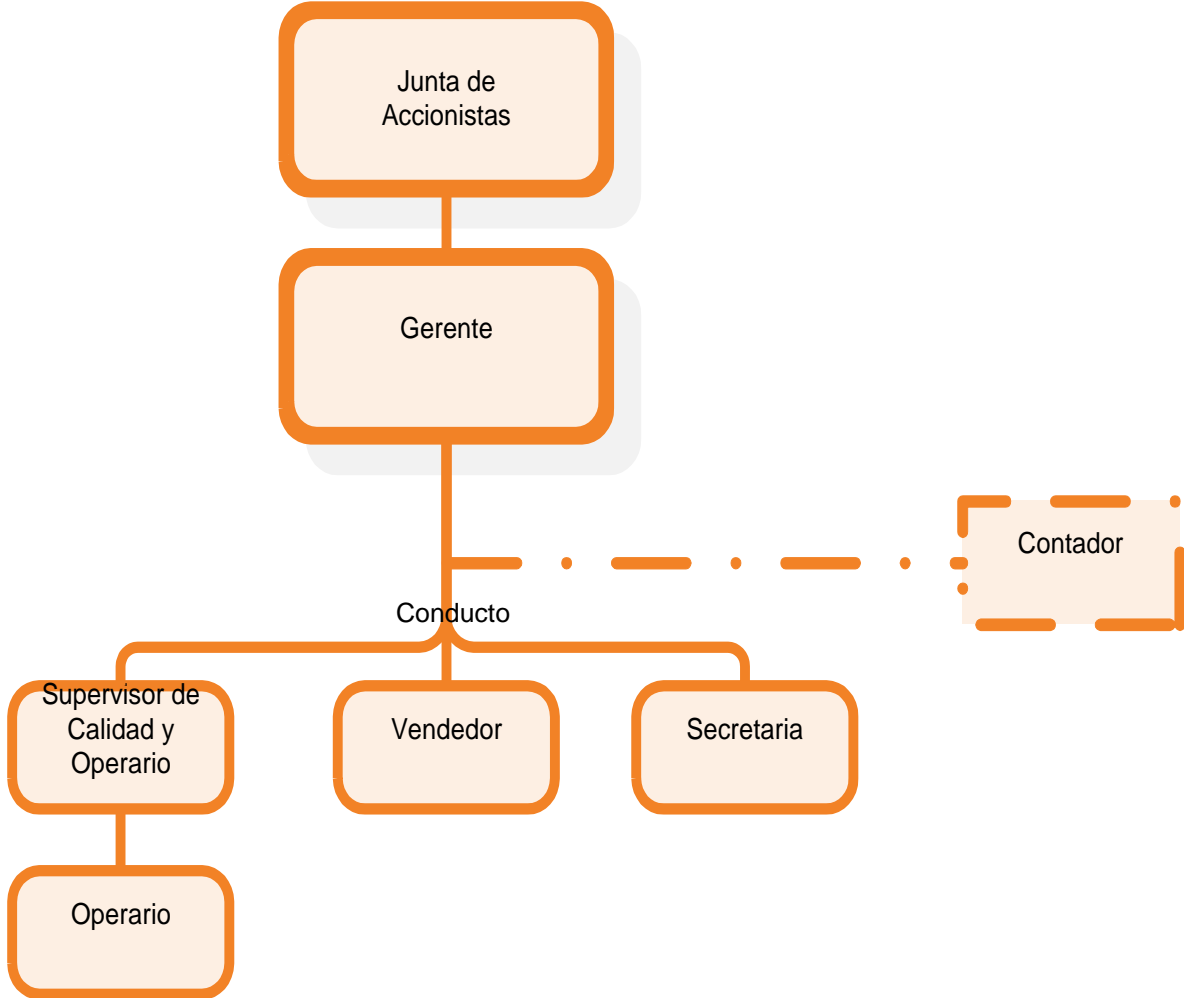 Junta de
Accionistas
Gerente
Contador
Conducto
Supervisor de
Calidad y
Operario
Vendedor
Secretaria
Operario